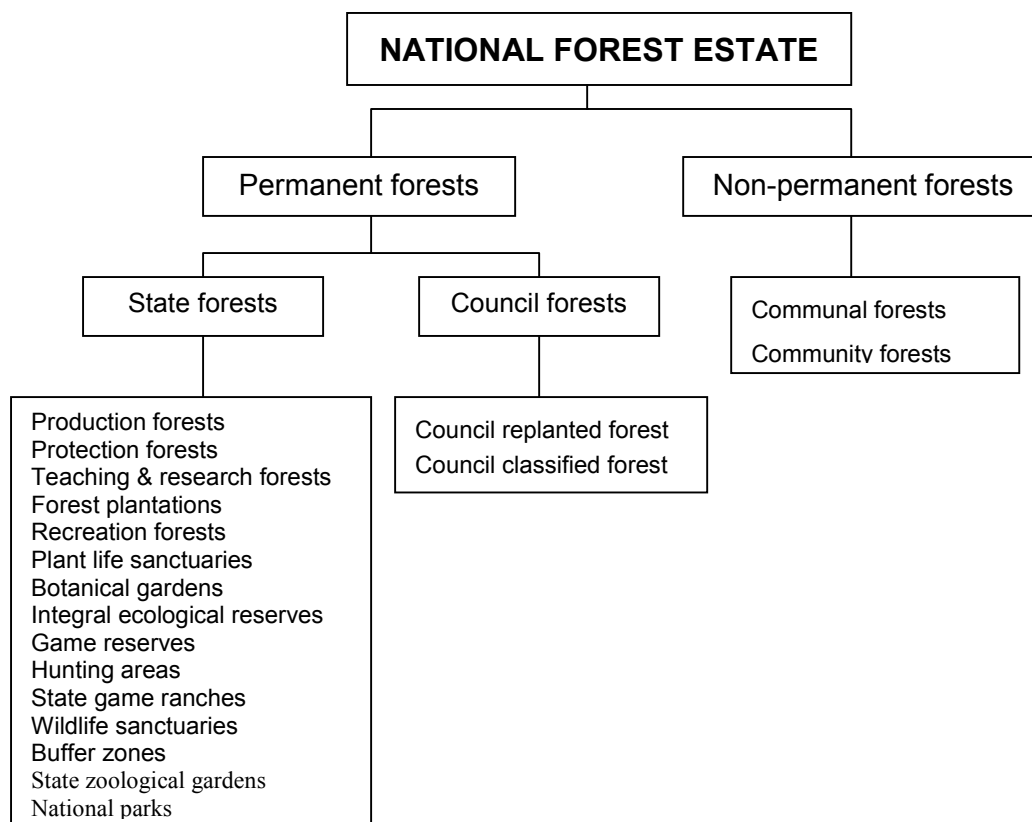 NATIONAL FOREST ESTATE
Permanent forests
Non-permanent forests
State forests
Council forests
Communal forests
Community forests
Production forests
Protection forests
Teaching & research forests
Forest plantations
Recreation forests
Plant life sanctuaries
Botanical gardens
Integral ecological reserves
Game reserves
Hunting areas
State game ranches
Wildlife sanctuaries
Buffer zones
State zoological gardens
National parks
Council replanted forest
Council classified forest